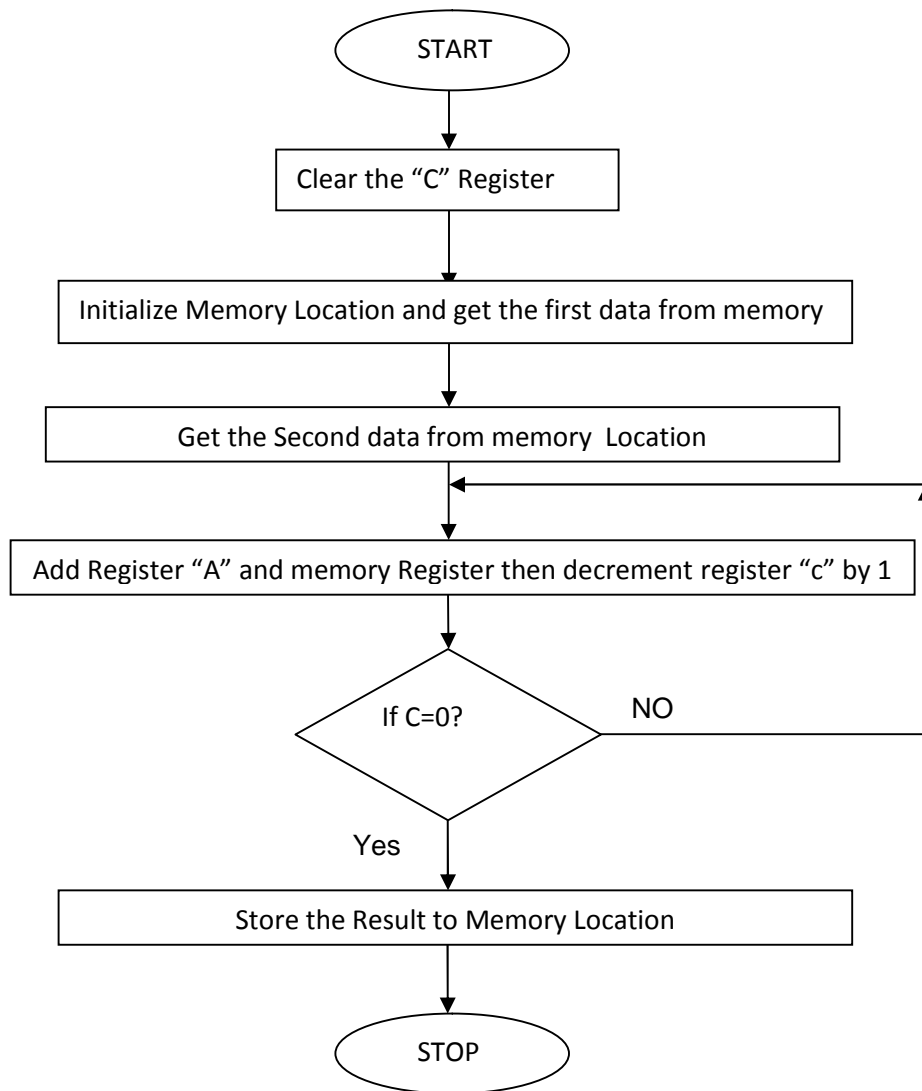 START
Clear the “C” Register
Initialize Memory Location and get the first data from memory
Get the Second data from memory Location
Add Register “A” and memory Register then decrement register “c” by 1
If C=0?
NO
Yes
Store the Result to Memory Location
STOP